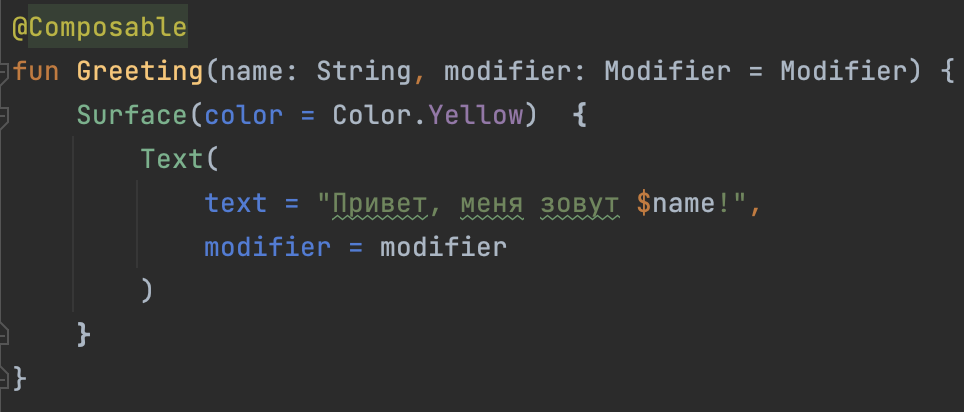 @Composable
fun Greeting(name: String, modifier: Modifier = Modifier) {
    Surface(color = Color.Yellow)  {
        Text(
            text = "Привет, меня зовут $name!",
            modifier = modifier
        )
    }
}